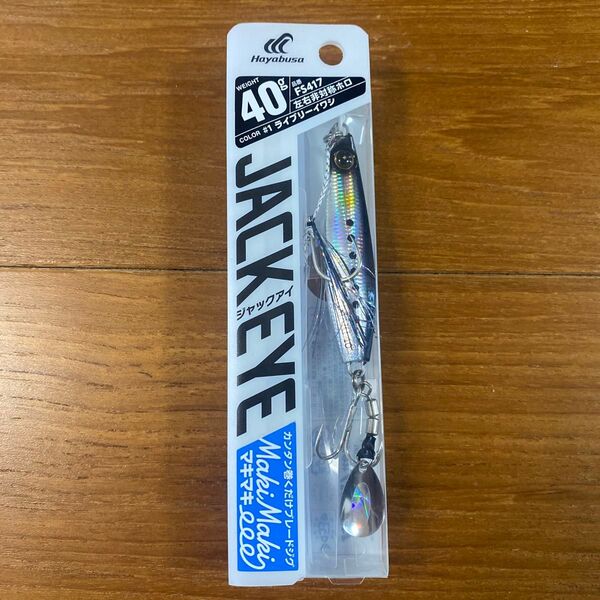 Hayabusa
WEIGHT
40g
品番 FS417
左右非対称ホロ
COLOR #1 ライブリーイワシ
JACK EYE
ジャックアイ
カンタン巻くだけブレードジグ
Maki Maki
マキマキ